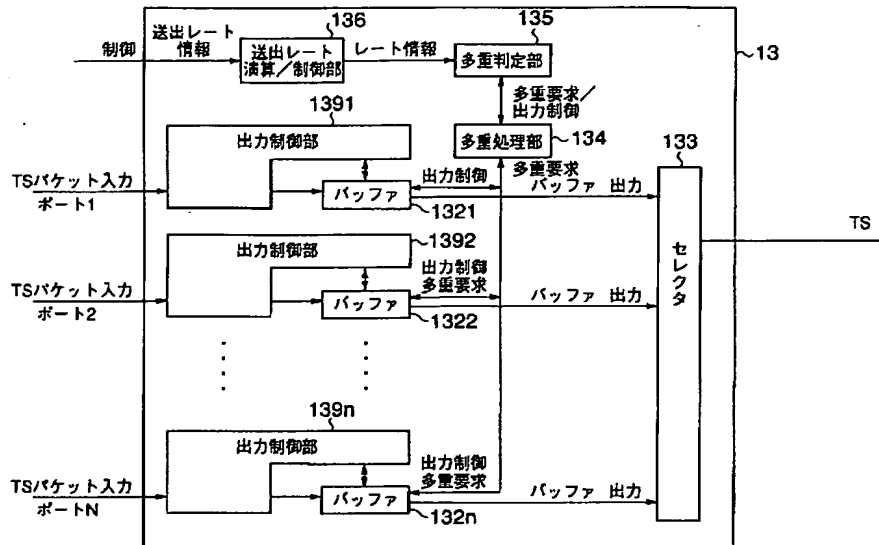 136
135
制御
送出レート
情報
送出レート
演算/制御部
レート情報
多重判定部
13
多重要求/
出力制御
1391
出力制御部
多重処理部
134
133
多重要求
出力制御
TSパケット入力
ポート1
バッファ
1321
バッファ 出力
TS
セレクタ
1392
出力制御部
出力制御
多重要求
TSパケット入力
ポート2
バッファ
1322
バッファ 出力
139n
出力制御部
出力制御
多重要求
TSパケット入力
ポートN
バッファ
132n
バッファ 出力